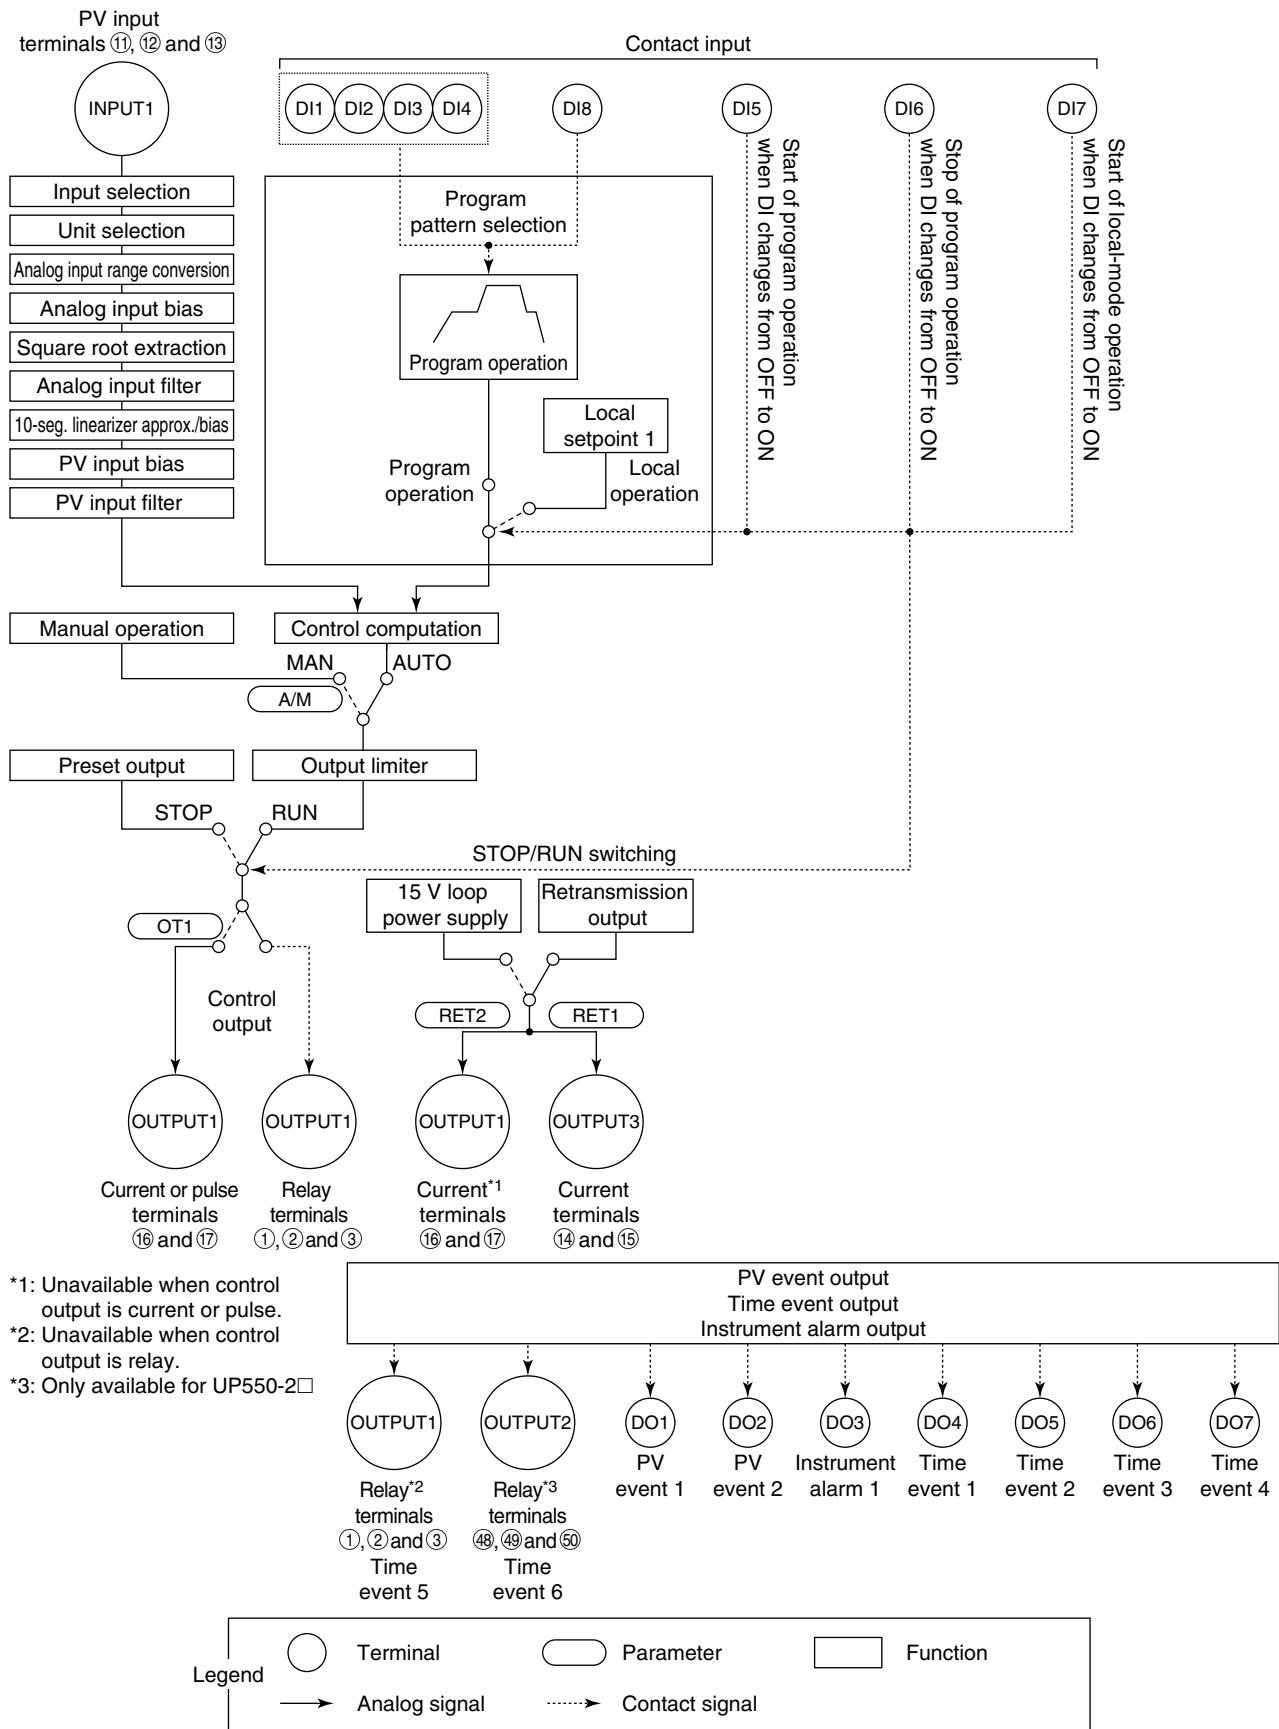 PV input
terminals ⑪, ⑫ and ⑬
Contact input
INPUT1
DI1
DI2
DI3
DI4
DI8
DI5
DI6
DI7
Start of program operation
when DI changes from OFF to ON
Stop of program operation
when DI changes from OFF to ON
Start of local-mode operation
when DI changes from OFF to ON
Input selection
Unit selection
Analog input range conversion
Analog input bias
Square root extraction
Analog input filter
10-seg. linearizer approx./bias
PV input bias
PV input filter
Program
pattern selection
Program operation
Local
setpoint 1
Program
operation
Local
operation
Manual operation
Control computation
MAN
AUTO
A/M
Preset output
Output limiter
STOP
RUN
STOP/RUN switching
15 V loop
power supply
Retransmission
output
OT1
Control
output
RET2
RET1
OUTPUT1
OUTPUT1
OUTPUT1
OUTPUT3
Current or pulse
terminals
⑯ and ⑰
Relay
terminals
①, ② and ③
Current*1
terminals
⑯ and ⑰
Current
terminals
⑭ and ⑮
*1: Unavailable when control
output is current or pulse.
*2: Unavailable when control
output is relay.
*3: Only available for UP550-2□
PV event output
Time event output
Instrument alarm output
OUTPUT1
OUTPUT2
DO1
DO2
DO3
DO4
DO5
DO6
DO7
Relay*2
terminals
①, ② and ③
Time
event 5
Relay*3
terminals
㊽, ㊾ and ㊿
Time
event 6
PV
event 1
PV
event 2
Instrument
alarm 1
Time
event 1
Time
event 2
Time
event 3
Time
event 4
Legend
Terminal
Parameter
Function
Analog signal
Contact signal